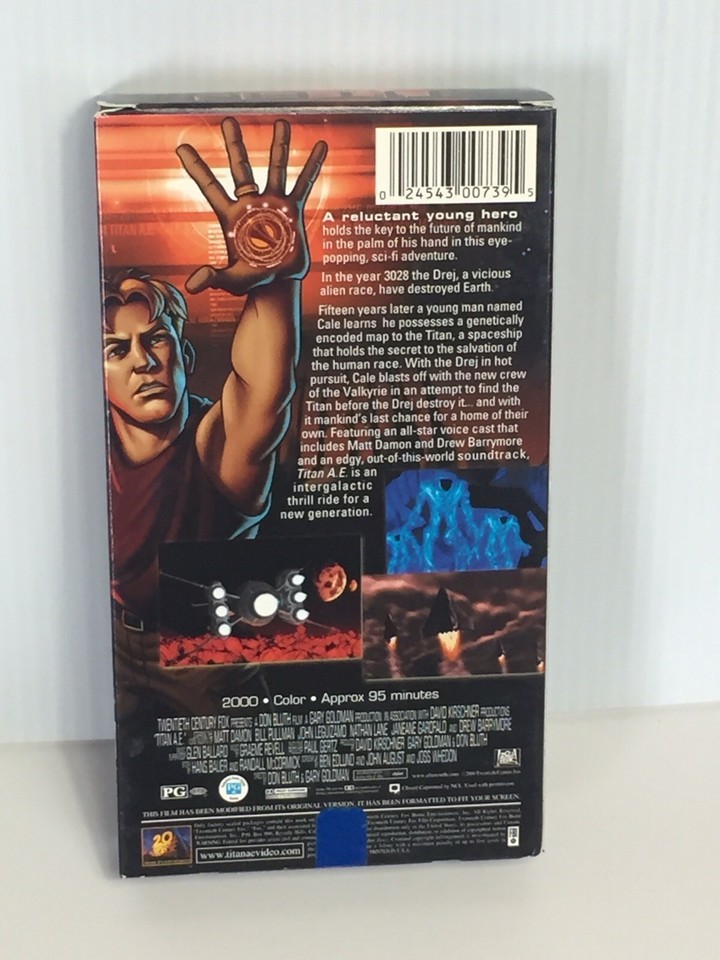 0 24543 00739 5
A reluctant young hero
holds the key to the future of mankind
in the palm of his hand in this eye-
popping, sci-fi adventure.
In the year 3028 the Drej, a vicious
alien race, have destroyed Earth.
Fifteen years later a young man named
Cale learns he possesses a genetically
encoded map to the Titan, a spaceship
that holds the secret to the salvation of
the human race. With the Drej in hot
pursuit, Cale blasts off with the new crew
of the Valkyrie in an attempt to find the
Titan before the Drej destroy it... and with
it mankind's last chance for a home of their
own. Featuring an all-star voice cast that
includes Matt Damon and Drew Barrymore
and an edgy, out-of-this-world soundtrack,
Titan A.E. is an
intergalactic
thrill ride for a
new generation.
2000 • Color • Approx 95 minutes
TWENTIETH CENTURY FOX PRESENTS A DON BLUTH FILM A GARY GOLDMAN PRODUCTION IN ASSOCIATION WITH DAVID KIRSCHNER PRODUCTIONS
"TITAN A.E." MATT DAMON BILL PULLMAN JOHN LEGUIZAMO NATHAN LANE JANEANE GAROFALO AND DREW BARRYMORE
GLEN BALLARD GRAEME REVELL PAUL GERTZ DAVID KIRSCHNER GARY GOLDMAN & DON BLUTH
HANS BAUER AND RANDALL McCORMICK BEN EDLUND AND JOHN AUGUST AND JOSS WHEDON
DON BLUTH & GARY GOLDMAN
FOX
PG
Closed Captioned by NCI. Used with permission.
THIS FILM HAS BEEN MODIFIED FROM ITS ORIGINAL VERSION. IT HAS BEEN FORMATTED TO FIT YOUR SCREEN.
20
www.titanaevideo.com